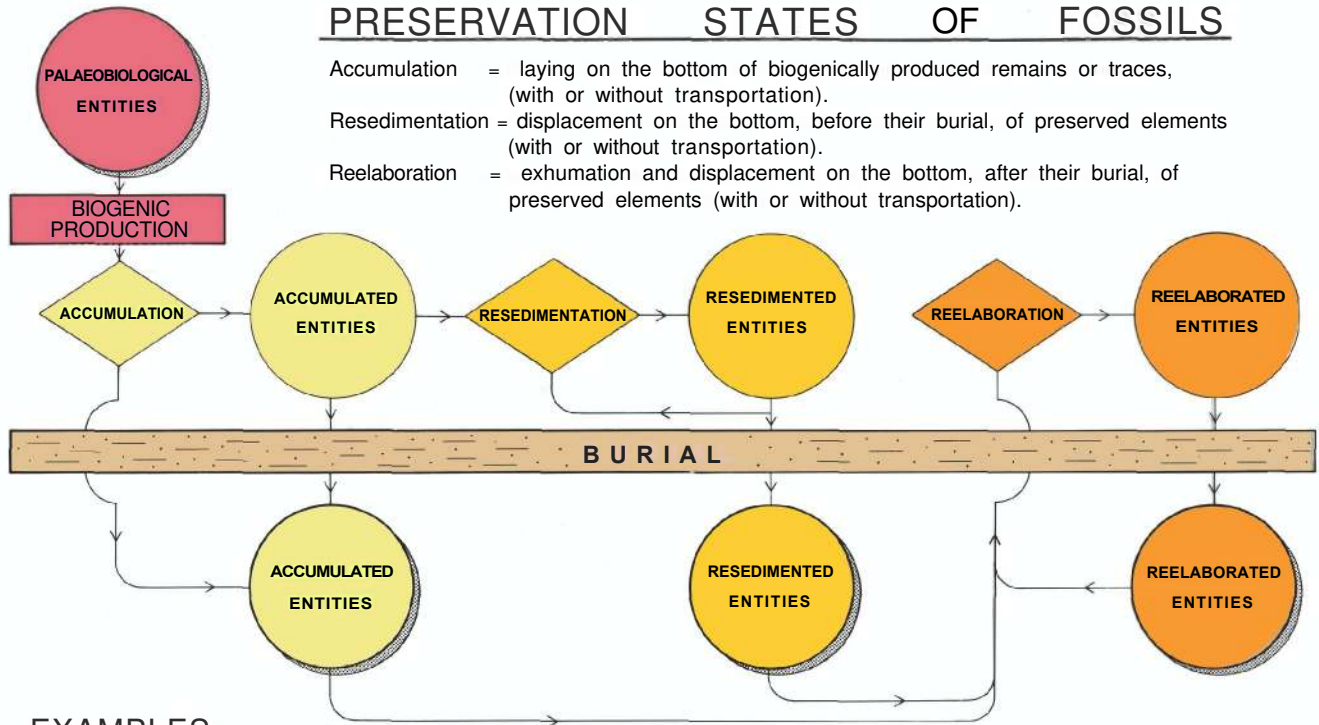 PRESERVATION STATES OF FOSSILS
Accumulation = laying on the bottom of biogenically produced remains or traces,
(with or without transportation).
Resedimentation = displacement on the bottom, before their burial, of preserved elements
(with or without transportation).
Reelaboration = exhumation and displacement on the bottom, after their burial, of
preserved elements (with or without transportation).
PALAEOBIOLOGICAL
ENTITIES
BIOGENIC
PRODUCTION
ACCUMULATION
ACCUMULATED
ENTITIES
RESEDIMENTATION
RESEDIMENTED
ENTITIES
REELABORATION
REELABORATED
ENTITIES
BURIAL
ACCUMULATED
ENTITIES
RESEDIMENTED
ENTITIES
REELABORATED
ENTITIES
EXAMPLES